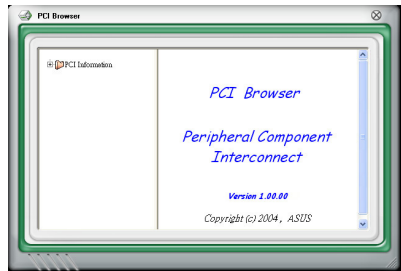 PCI Browser
PCI Information
PCI Browser
Peripheral Component
Interconnect
Version 1.00.00
Copyright (c) 2004, ASUS